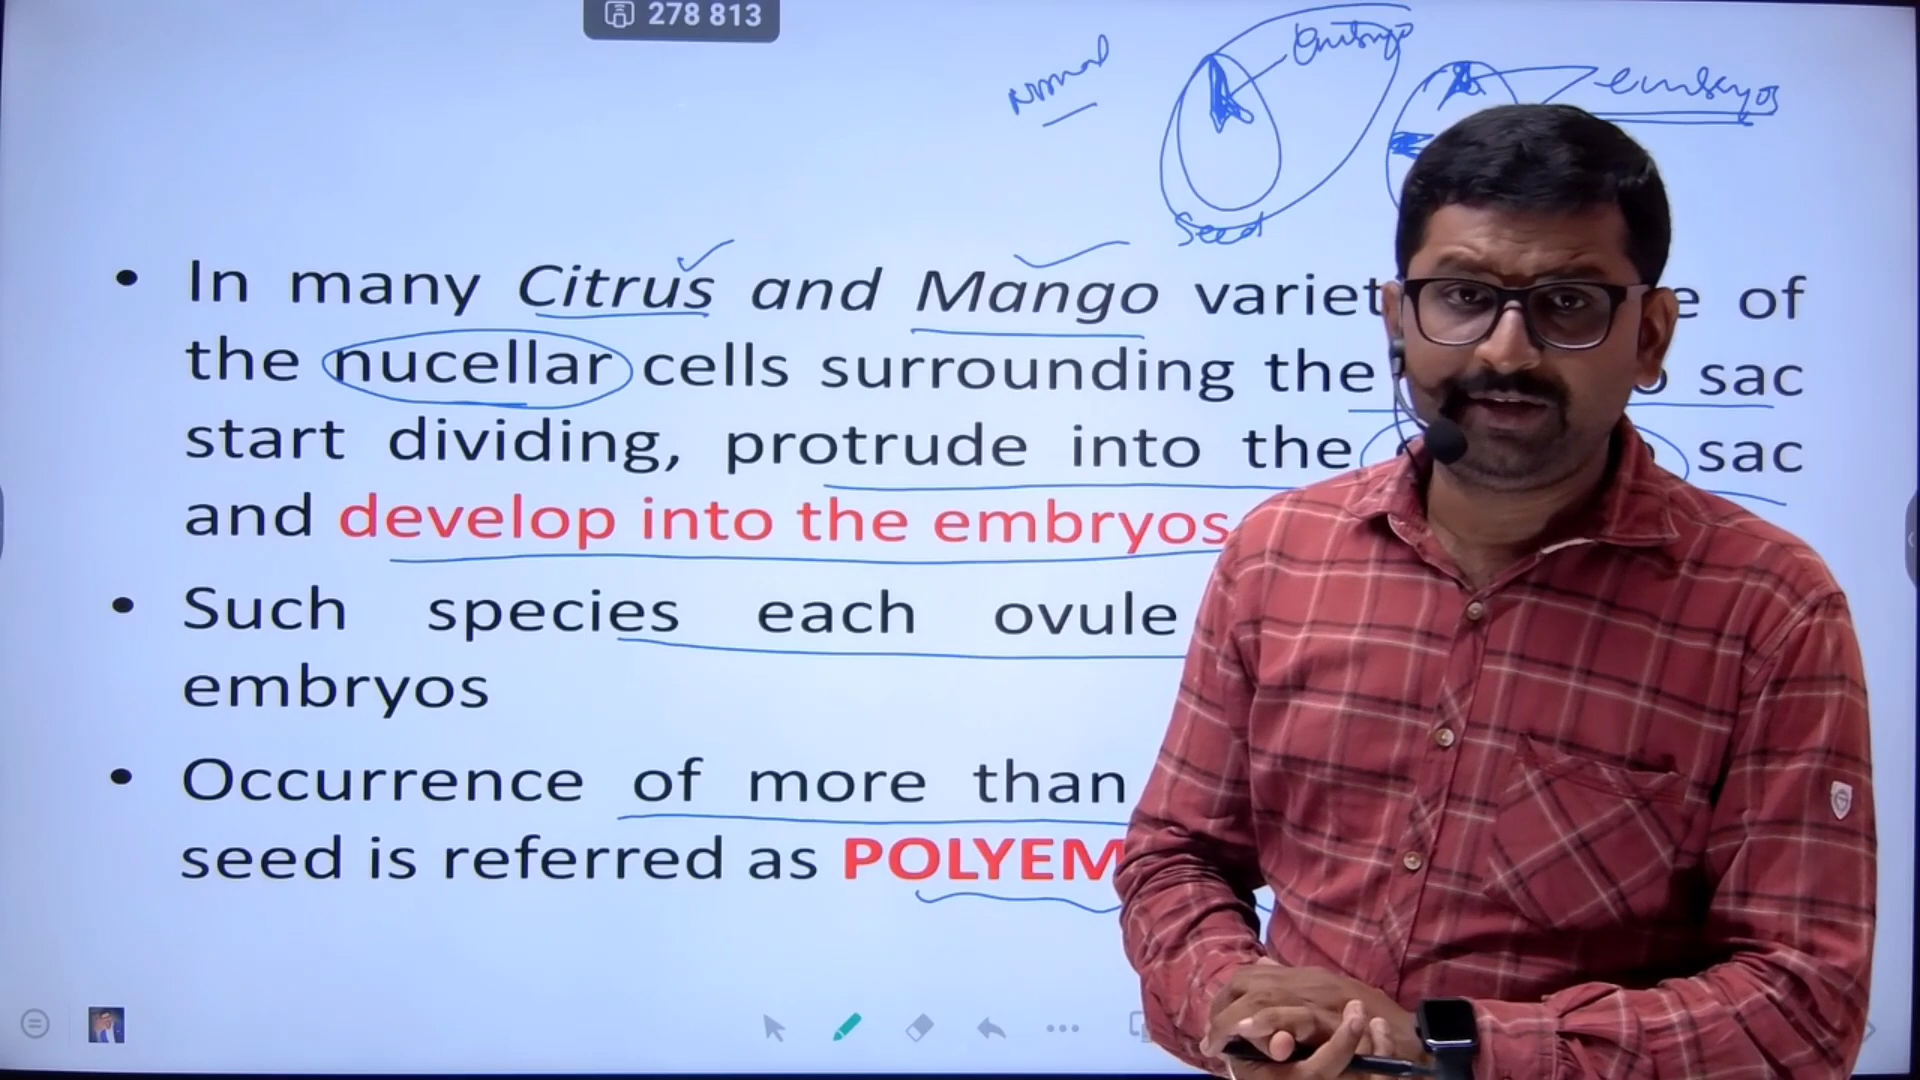 278 813
Normal
Embryo
embryos
Seed
• In many Citrus and Mango of
the nucellar cells surrounding the sac
start dividing, protrude into the sac
and develop into the embryos
• Such species each ovule
embryos
• Occurrence of more than
seed is referred as